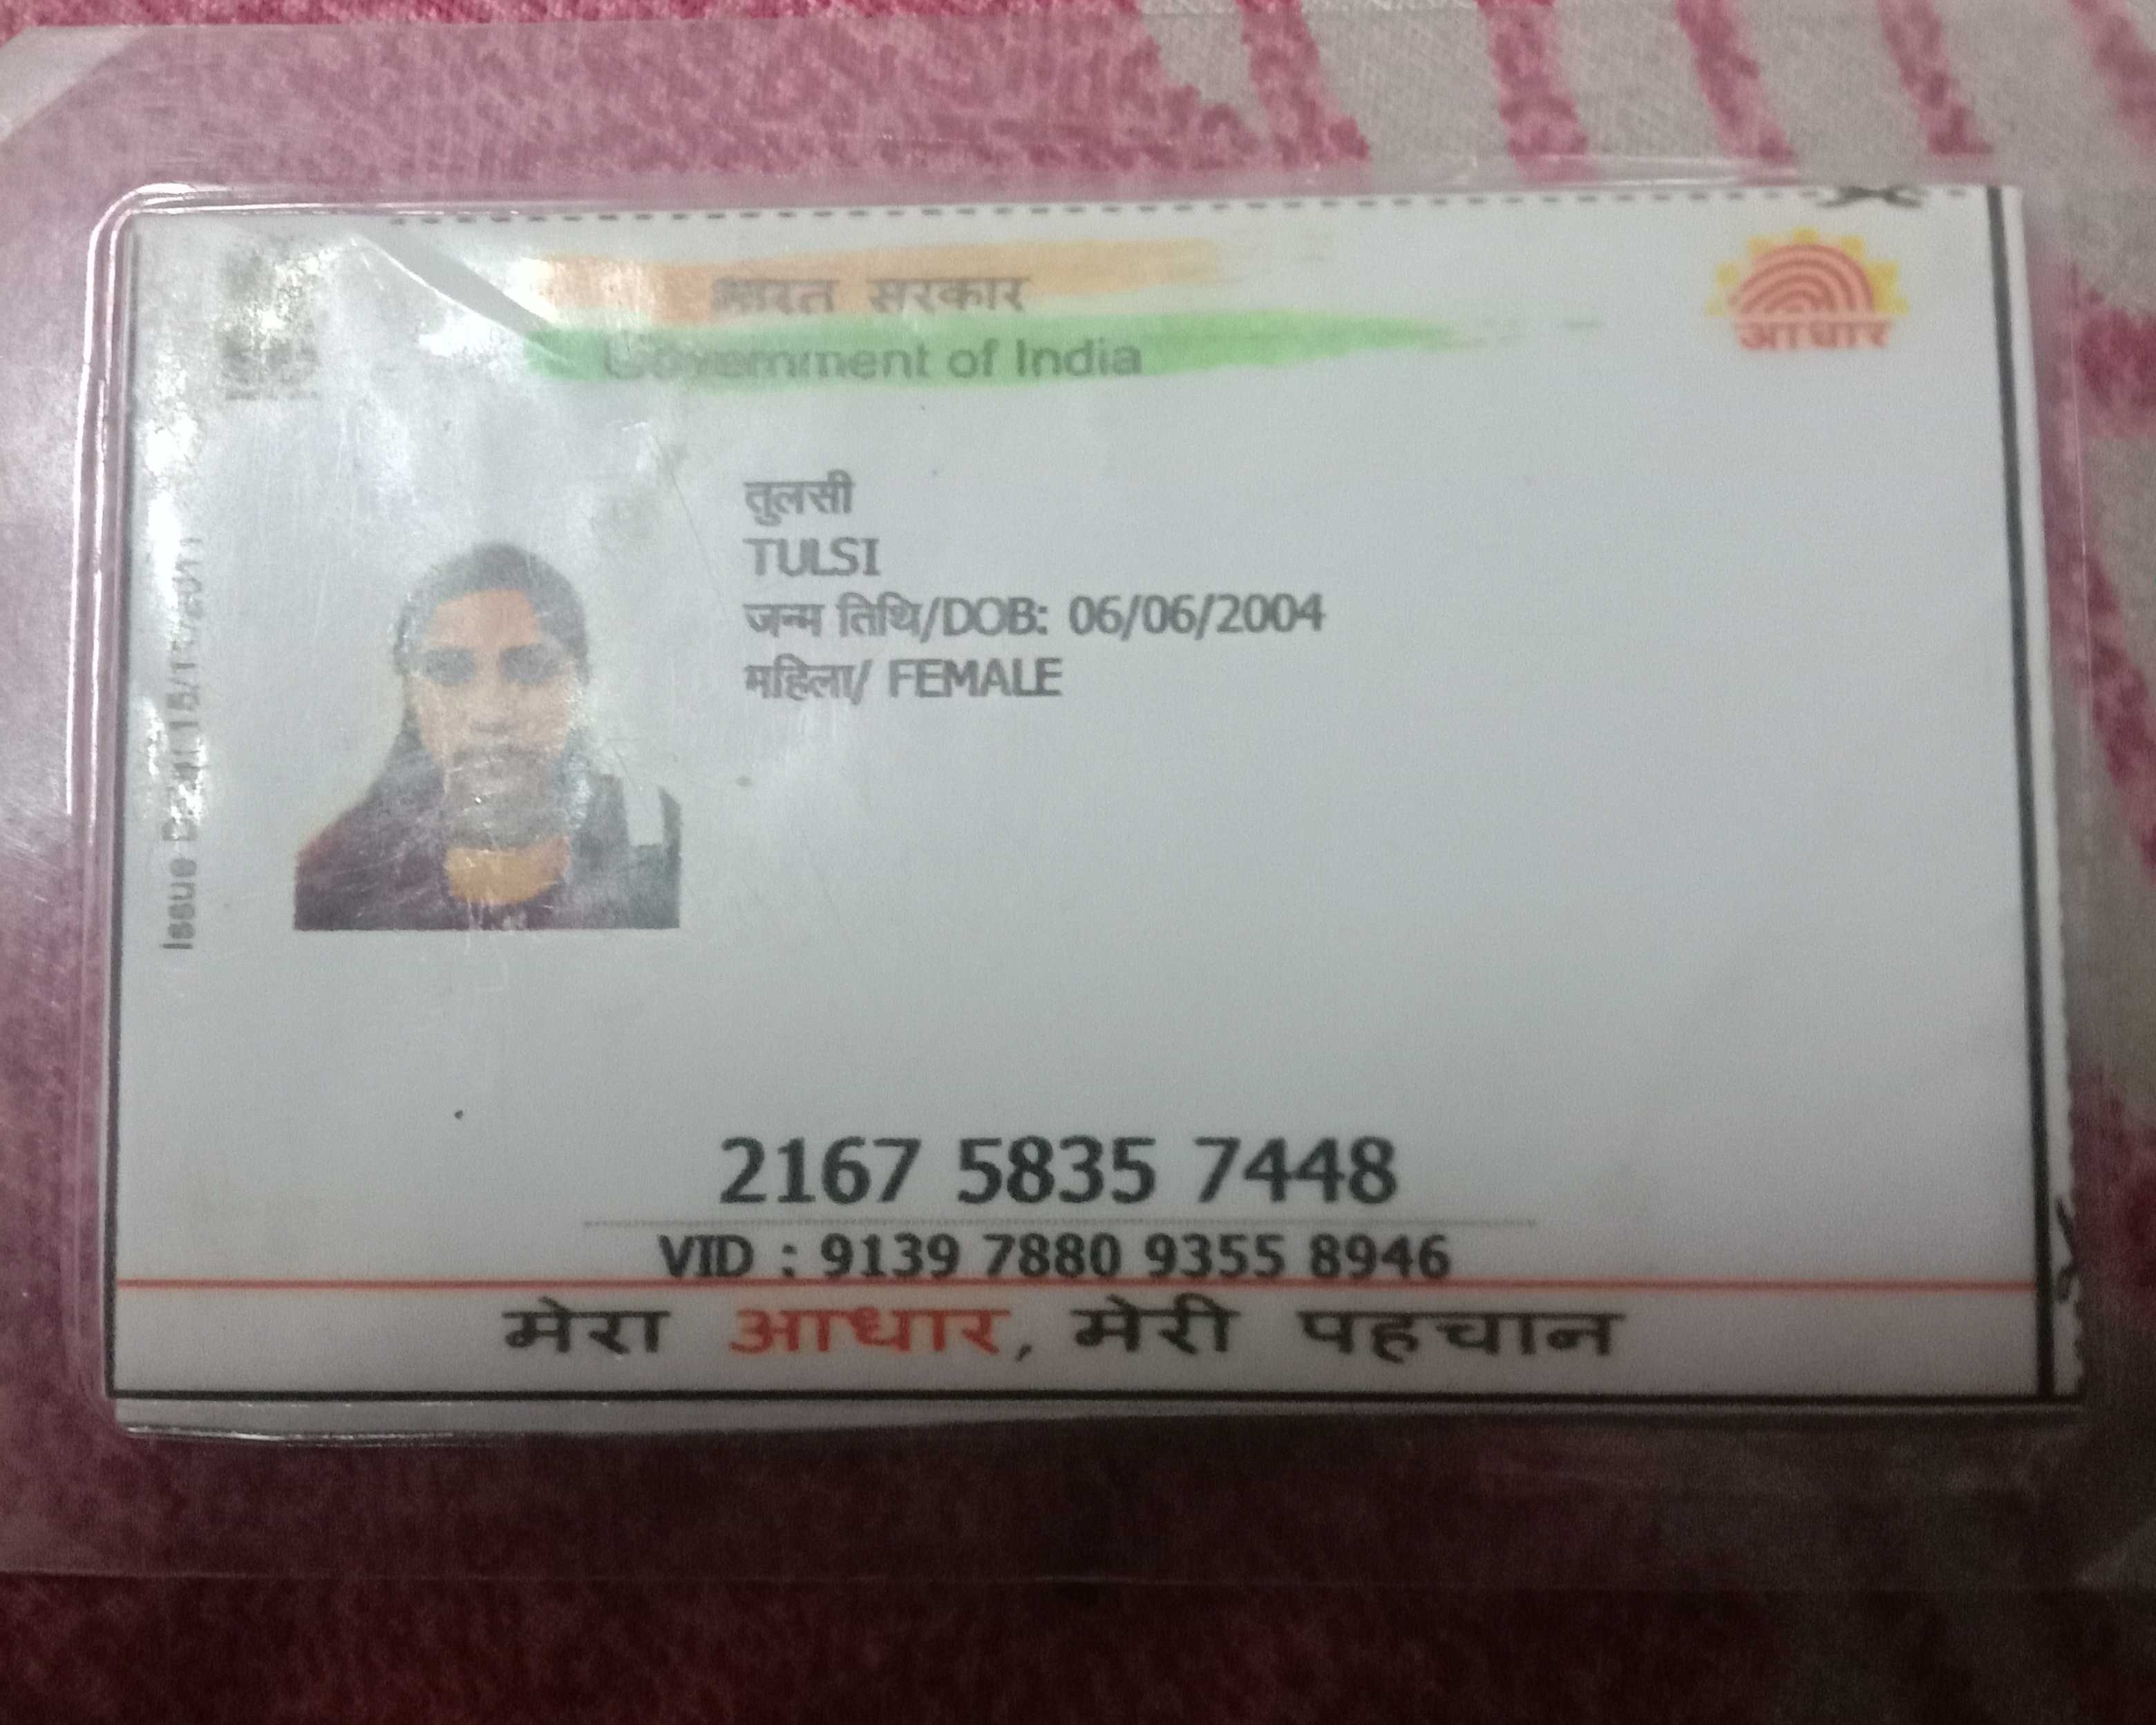 भारत सरकार
Government of India
आधार
तुलसी
TULSI
जन्म तिथि/DOB: 06/06/2004
महिला/ FEMALE
Issue
2167 5835 7448
VID : 9139 7880 9355 8946
मेरा आधार, मेरी पहचान